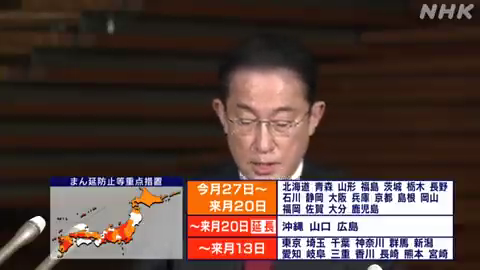 NHK
まん延防止等重点措置
今月27日～
来月20日
北海道 青森 山形 福島 茨城 栃木 長野
石川 静岡 大阪 兵庫 京都 島根 岡山
福岡 佐賀 大分 鹿児島
～来月20日 延長
沖縄 山口 広島
～来月13日
東京 埼玉 千葉 神奈川 群馬 新潟
愛知 岐阜 三重 香川 長崎 熊本 宮崎